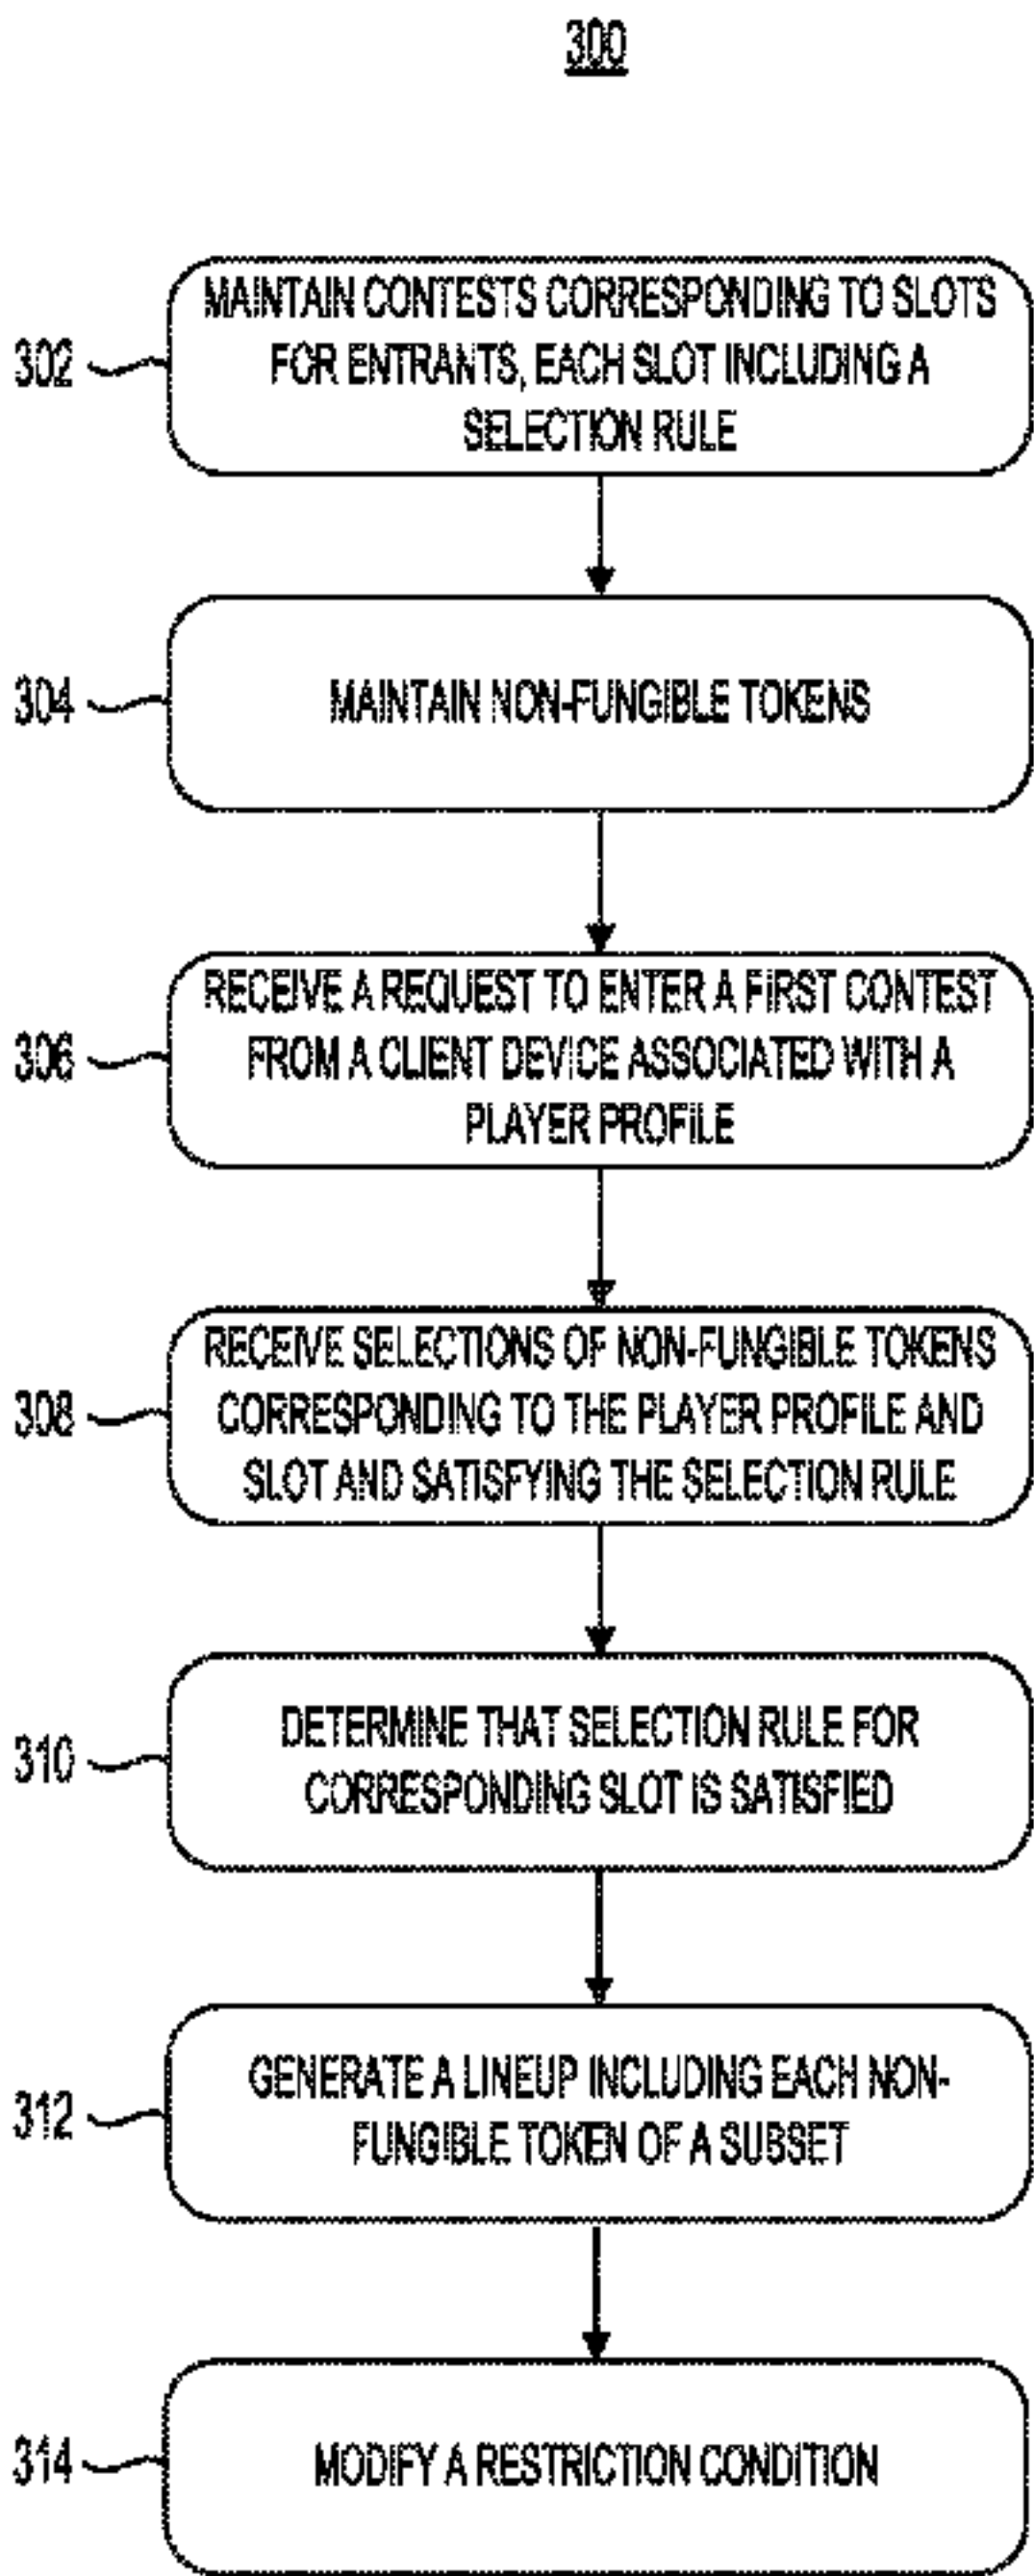 300
302
MAINTAIN CONTESTS CORRESPONDING TO SLOTS
FOR ENTRANTS, EACH SLOT INCLUDING A
SELECTION RULE
304
MAINTAIN NON-FUNGIBLE TOKENS
306
RECEIVE A REQUEST TO ENTER A FIRST CONTEST
FROM A CLIENT DEVICE ASSOCIATED WITH A
PLAYER PROFILE
308
RECEIVE SELECTIONS OF NON-FUNGIBLE TOKENS
CORRESPONDING TO THE PLAYER PROFILE AND
SLOT AND SATISFYING THE SELECTION RULE
310
DETERMINE THAT SELECTION RULE FOR
CORRESPONDING SLOT IS SATISFIED
312
GENERATE A LINEUP INCLUDING EACH NON-
FUNGIBLE TOKEN OF A SUBSET
314
MODIFY A RESTRICTION CONDITION